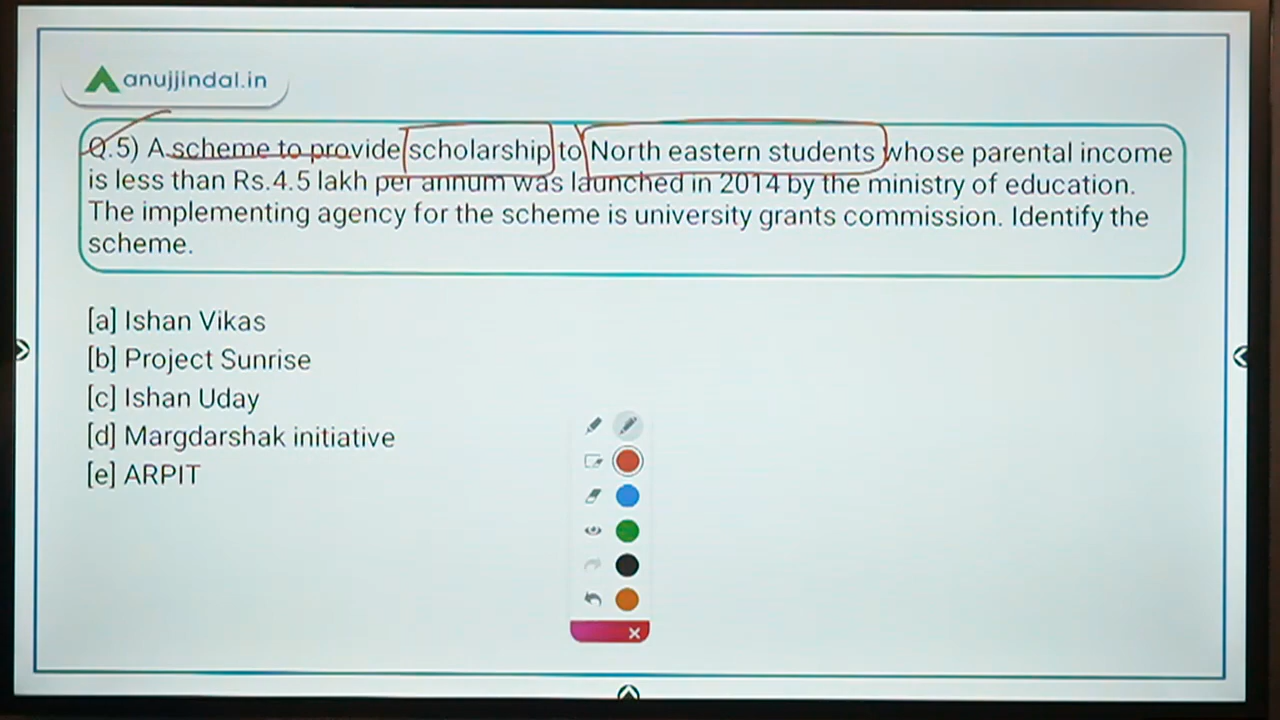 anujjindal.in
Q.5) A scheme to provide scholarship to North eastern students whose parental income
is less than Rs.4.5 lakh per annum was launched in 2014 by the ministry of education.
The implementing agency for the scheme is university grants commission. Identify the
scheme.
[a] Ishan Vikas
[b] Project Sunrise
[c] Ishan Uday
[d] Margdarshak initiative
[e] ARPIT